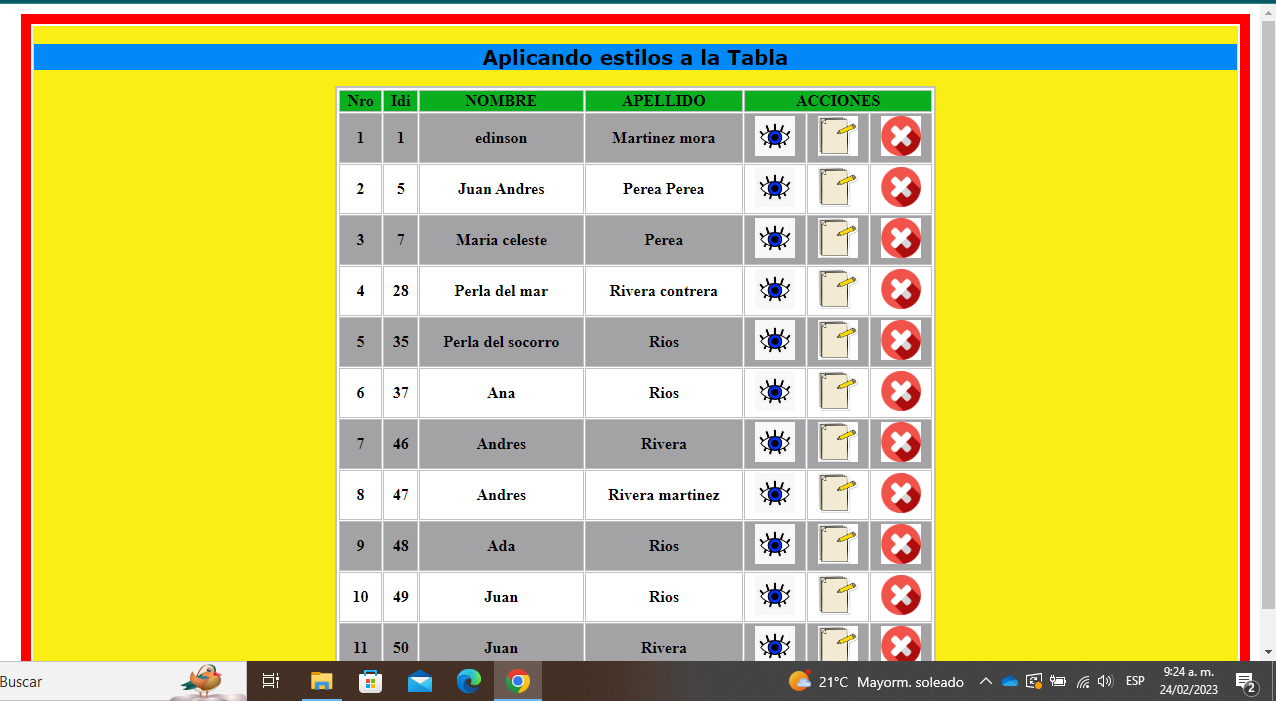 Aplicando estilos a la Tabla
Nro Idi NOMBRE APELLIDO ACCIONES
1 1 edinson Martinez mora
2 5 Juan Andres Perea Perea
3 7 Maria celeste Perea
4 28 Perla del mar Rivera contrera
5 35 Perla del socorro Rios
6 37 Ana Rios
7 46 Andres Rivera
8 47 Andres Rivera martinez
9 48 Ada Rios
10 49 Juan Rios
11 50 Juan Rivera
Buscar
21°C Mayorm. soleado
ESP
9:24 a. m.
24/02/2023
2